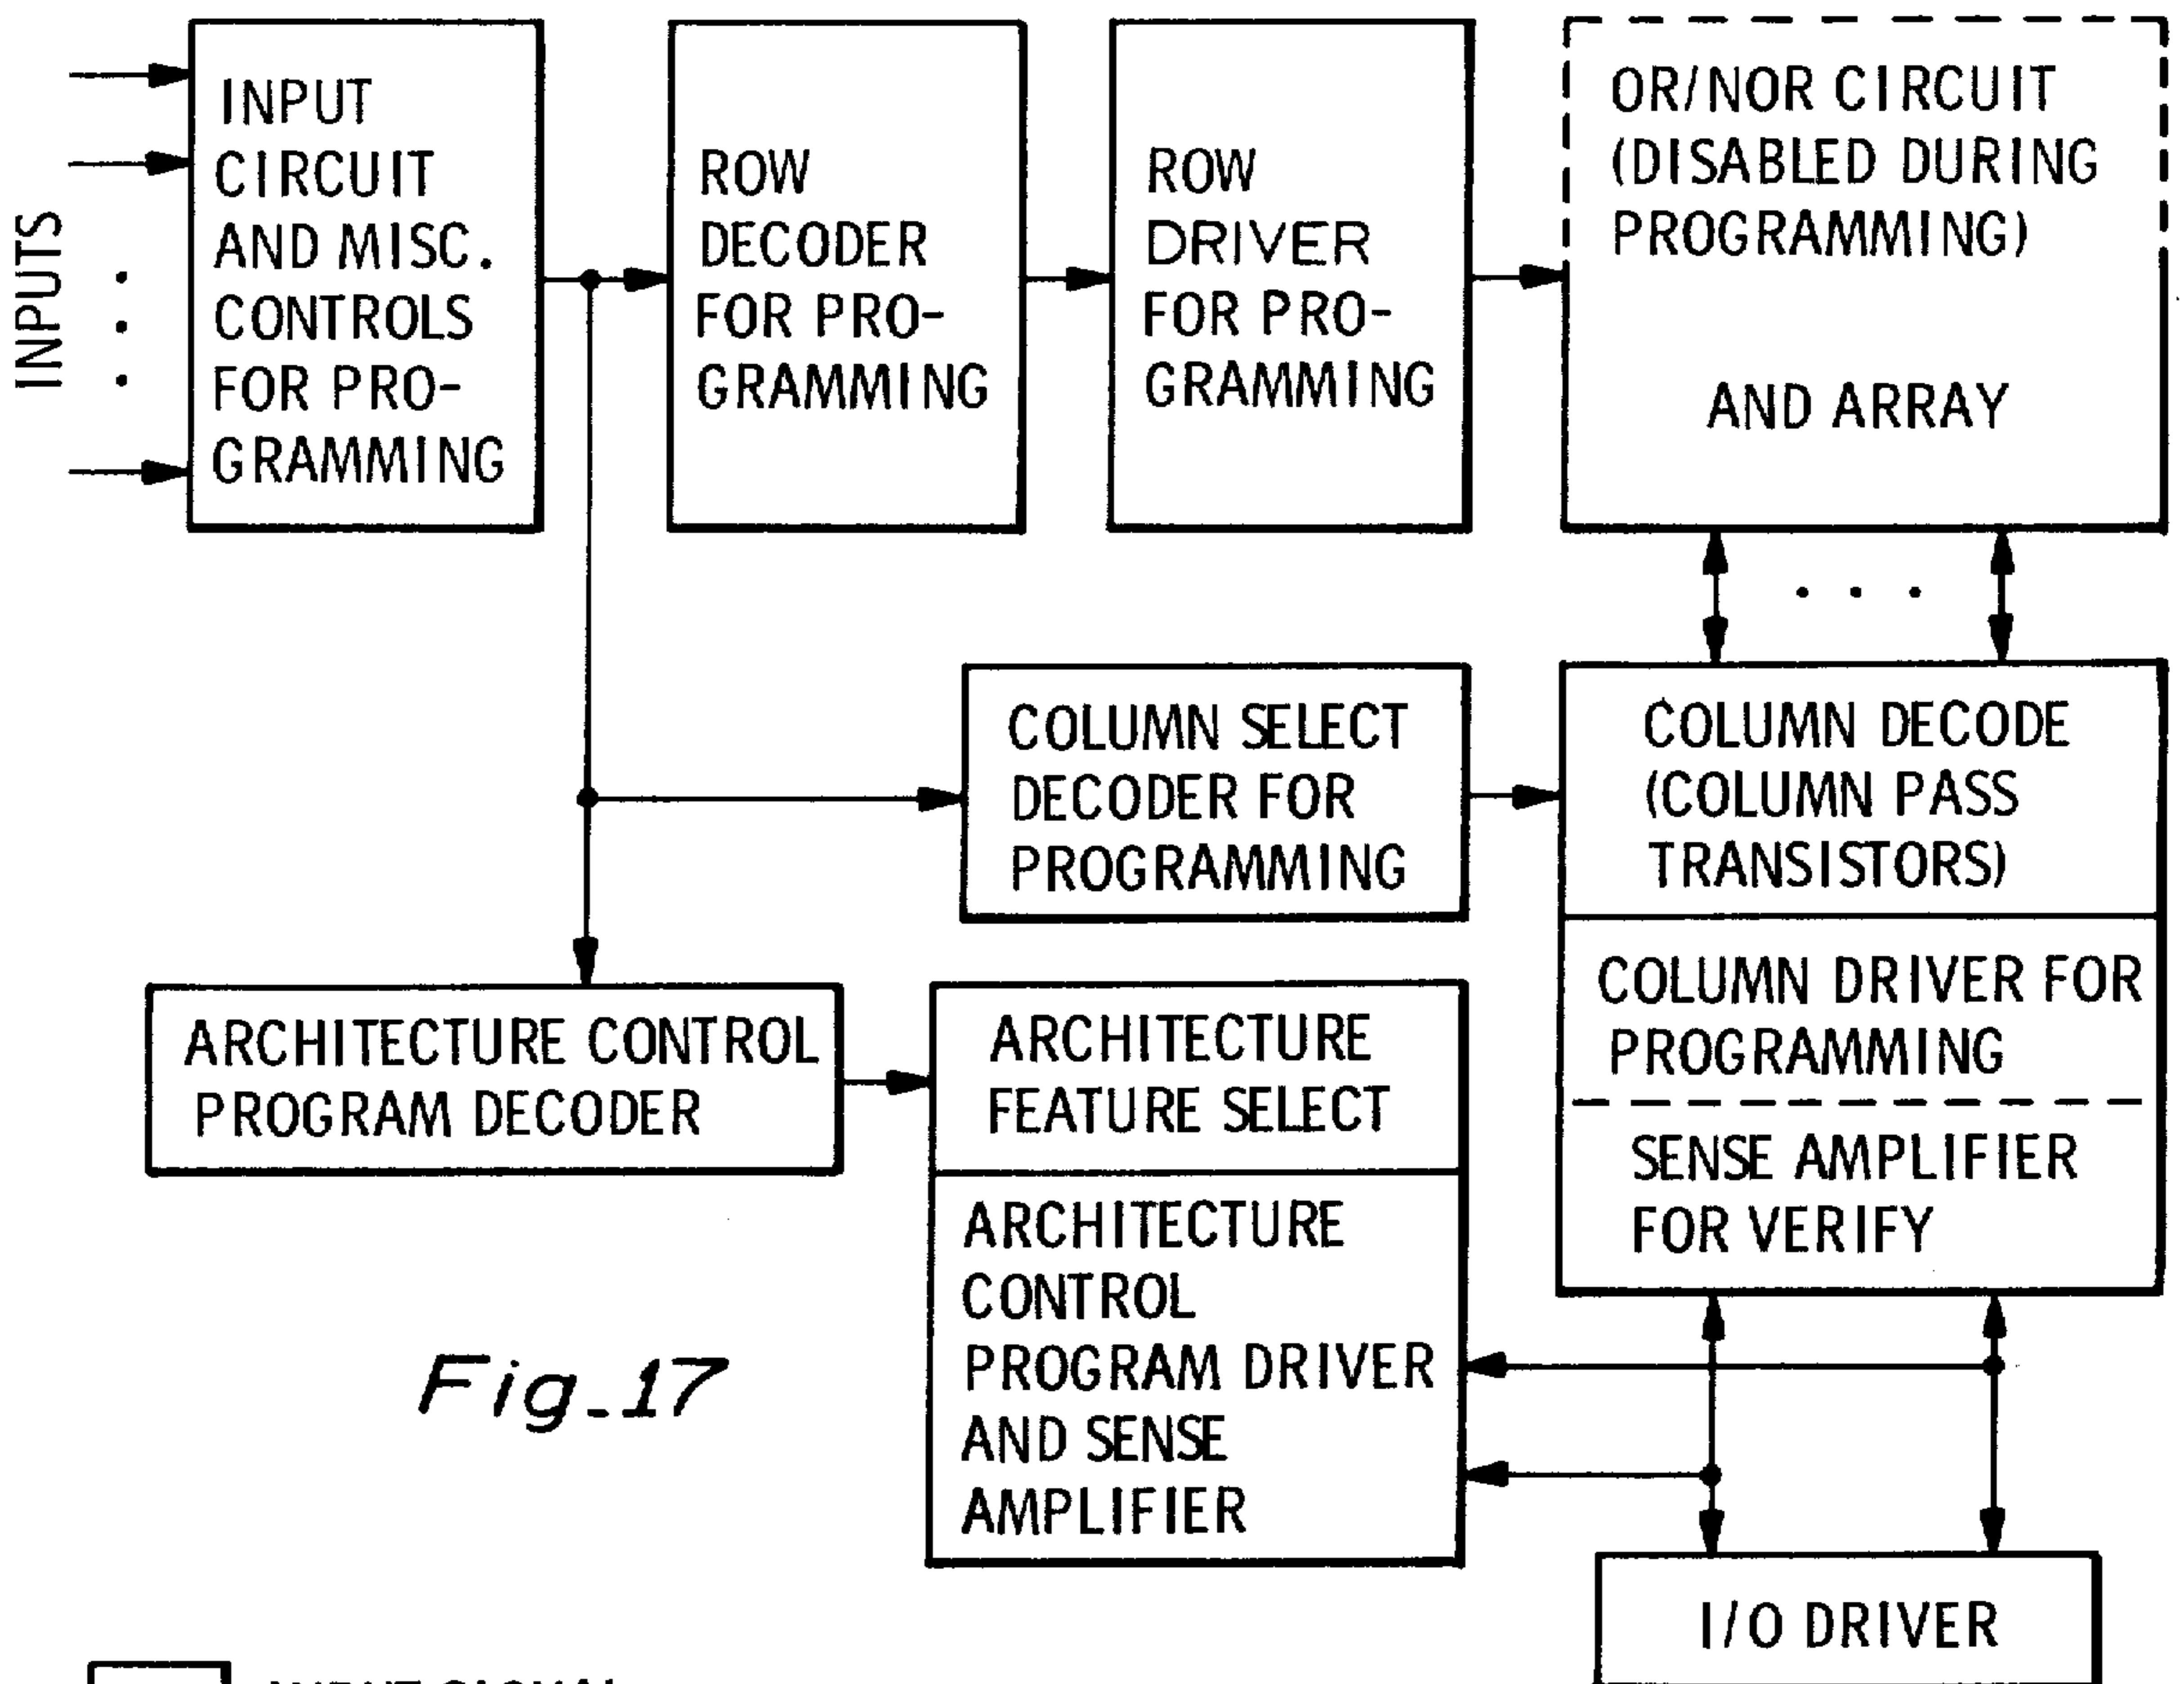 INPUTS
INPUT
CIRCUIT
AND MISC.
CONTROLS
FOR PRO-
GRAMMING
ROW
DECODER
FOR PRO-
GRAMMING
ROW
DRIVER
FOR PRO-
GRAMMING
OR/NOR CIRCUIT
(DISABLED DURING
PROGRAMMING)
AND ARRAY
COLUMN SELECT
DECODER FOR
PROGRAMMING
COLUMN DECODE
(COLUMN PASS
TRANSISTORS)
COLUMN DRIVER FOR
PROGRAMMING
SENSE AMPLIFIER
FOR VERIFY
ARCHITECTURE CONTROL
PROGRAM DECODER
ARCHITECTURE
FEATURE SELECT
ARCHITECTURE
CONTROL
PROGRAM DRIVER
AND SENSE
AMPLIFIER
Fig_17
I/O DRIVER